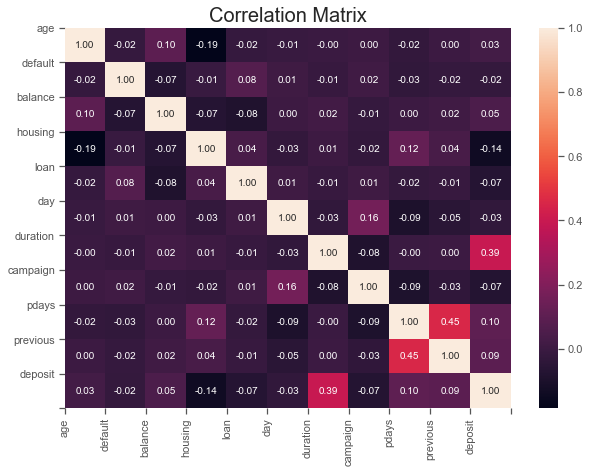 Correlation Matrix
age 1.00 -0.02 0.10 -0.19 -0.02 -0.01 -0.00 0.00 -0.02 0.00 0.03
default -0.02 1.00 -0.07 -0.01 0.08 0.01 -0.01 0.02 -0.03 -0.02 -0.02
balance 0.10 -0.07 1.00 -0.07 -0.08 0.00 0.02 -0.01 0.00 0.02 0.05
housing -0.19 -0.01 -0.07 1.00 0.04 -0.03 0.01 -0.02 0.12 0.04 -0.14
loan -0.02 0.08 -0.08 0.04 1.00 0.01 -0.01 0.01 -0.02 -0.01 -0.07
day -0.01 0.01 0.00 -0.03 0.01 1.00 -0.03 0.16 -0.09 -0.05 -0.03
duration -0.00 -0.01 0.02 0.01 -0.01 -0.03 1.00 -0.08 -0.00 0.00 0.39
campaign 0.00 0.02 -0.01 -0.02 0.01 0.16 -0.08 1.00 -0.09 -0.03 -0.07
pdays -0.02 -0.03 0.00 0.12 -0.02 -0.09 -0.00 -0.09 1.00 0.45 0.10
previous 0.00 -0.02 0.02 0.04 -0.01 -0.05 0.00 -0.03 0.45 1.00 0.09
deposit 0.03 -0.02 0.05 -0.14 -0.07 -0.03 0.39 -0.07 0.10 0.09 1.00
age default balance housing loan day duration campaign pdays previous deposit
1.0
0.8
0.6
0.4
0.2
0.0